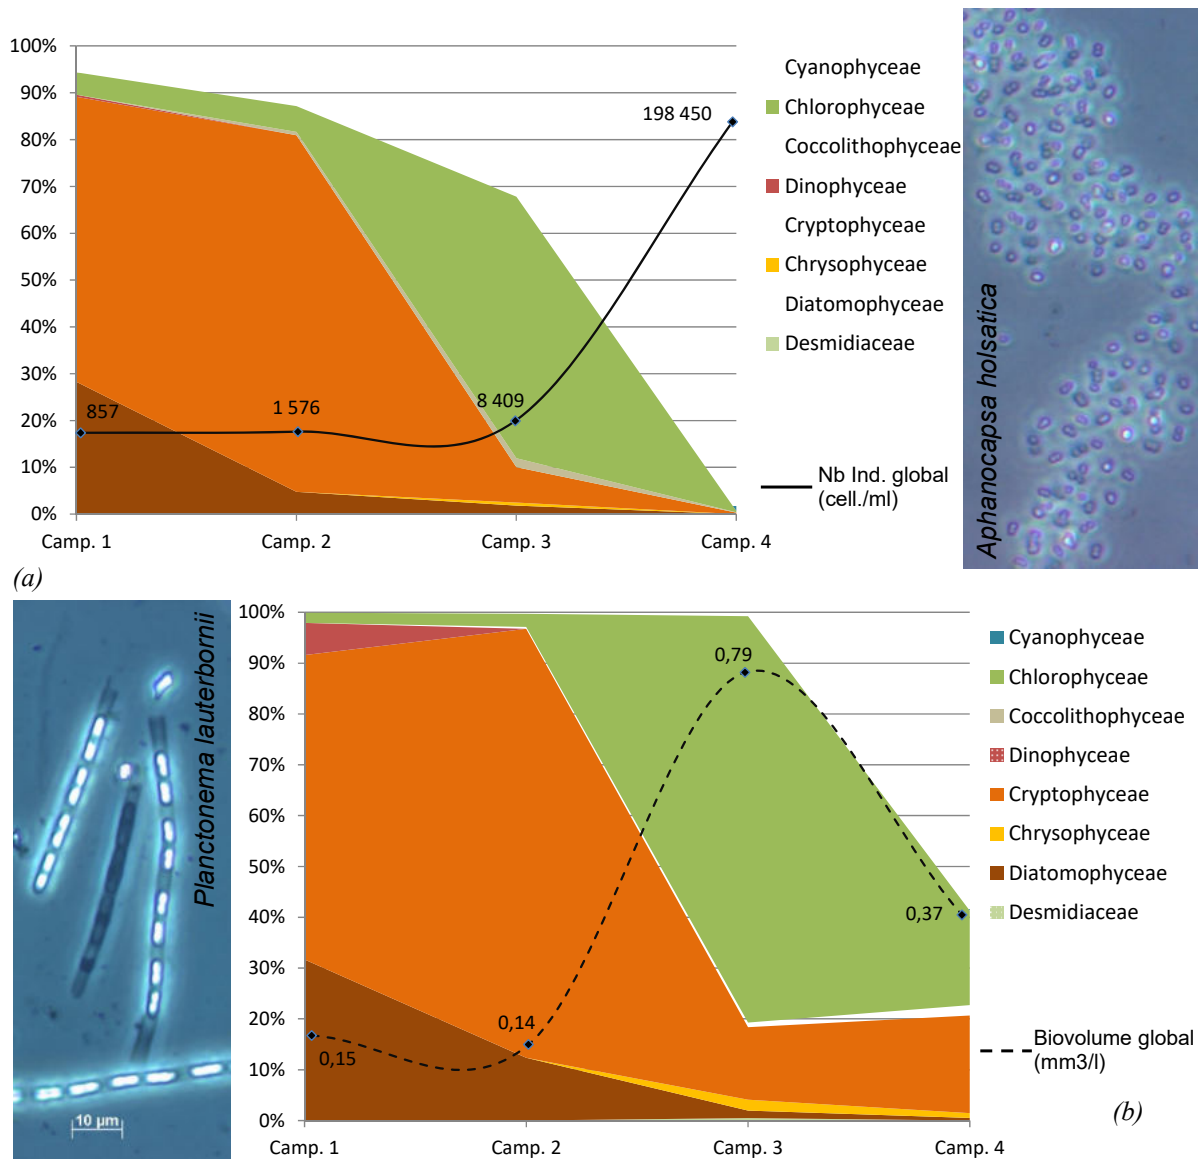 100%
90%
80%
70%
60%
50%
40%
30%
20%
10%
0%
857
1 576
8 409
198 450
Camp. 1
Camp. 2
Camp. 3
Camp. 4
Cyanophyceae
Chlorophyceae
Coccolithophyceae
Dinophyceae
Cryptophyceae
Chrysophyceae
Diatomophyceae
Desmidiaceae
Nb Ind. global
(cell./ml)
Aphanocapsa holsatica
(a)
Planctonema lauterbornii
10 µm
100%
90%
80%
70%
60%
50%
40%
30%
20%
10%
0%
0,15
0,14
0,79
0,37
Camp. 1
Camp. 2
Camp. 3
Camp. 4
Cyanophyceae
Chlorophyceae
Coccolithophyceae
Dinophyceae
Cryptophyceae
Chrysophyceae
Diatomophyceae
Desmidiaceae
Biovolume global
(mm3/l)
(b)